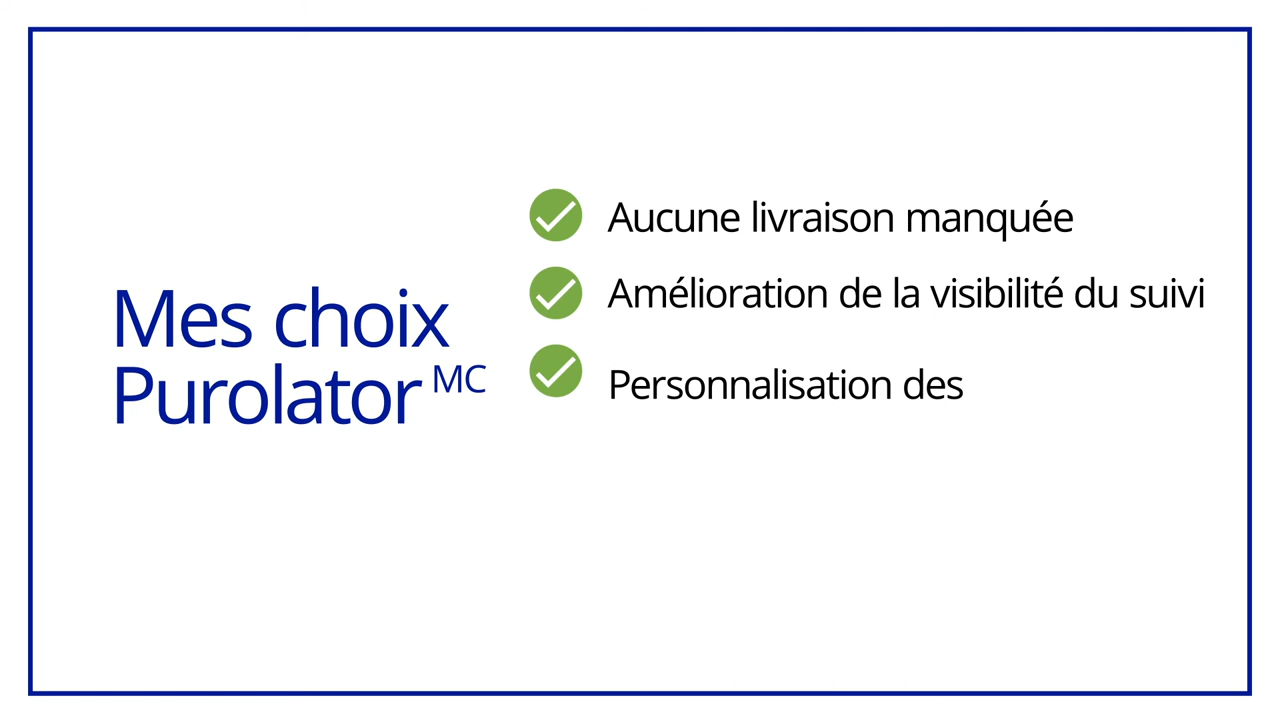 Mes choix
Purolator MC
Aucune livraison manquée
Amélioration de la visibilité du suivi
Personnalisation des